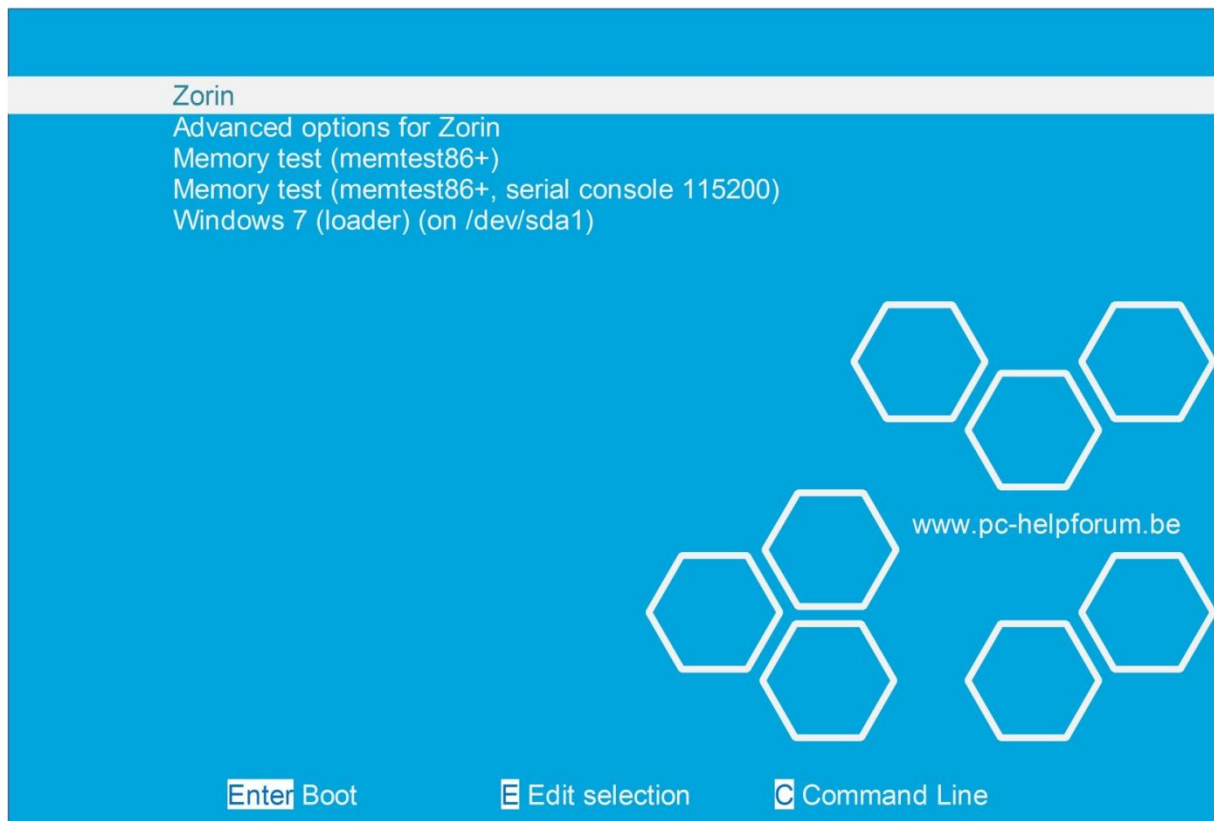 Zorin
Advanced options for Zorin
Memory test (memtest86+)
Memory test (memtest86+, serial console 115200)
Windows 7 (loader) (on /dev/sda1)
www.pc-helpforum.be
Enter Boot E Edit selection C Command Line